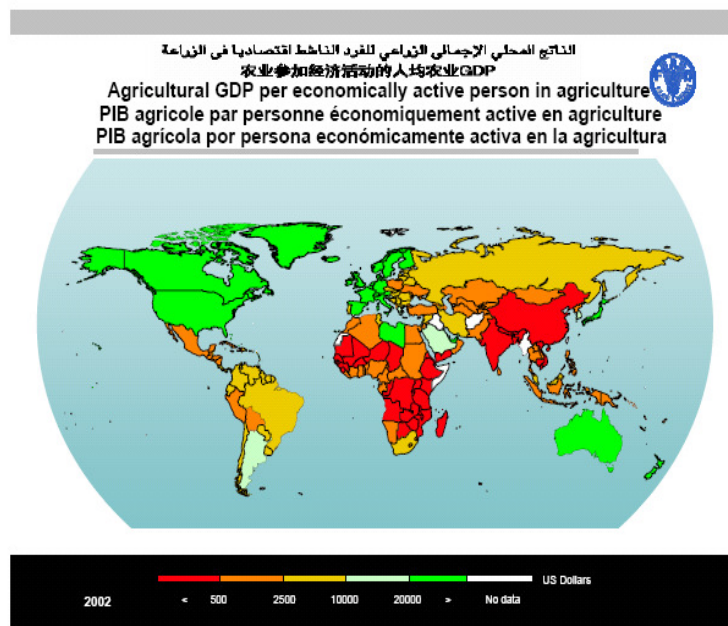 الناتج المحلي الإجمالي الزراعي للفرد الناشط اقتصاديا في الزراعة
农业参加经济活动的人均农业GDP
Agricultural GDP per economically active person in agriculture
PIB agricole par personne économiquement active en agriculture
PIB agrícola por persona económicamente activa en la agricultura
US Dollars
2002 < 500 2500 10000 20000 > No data